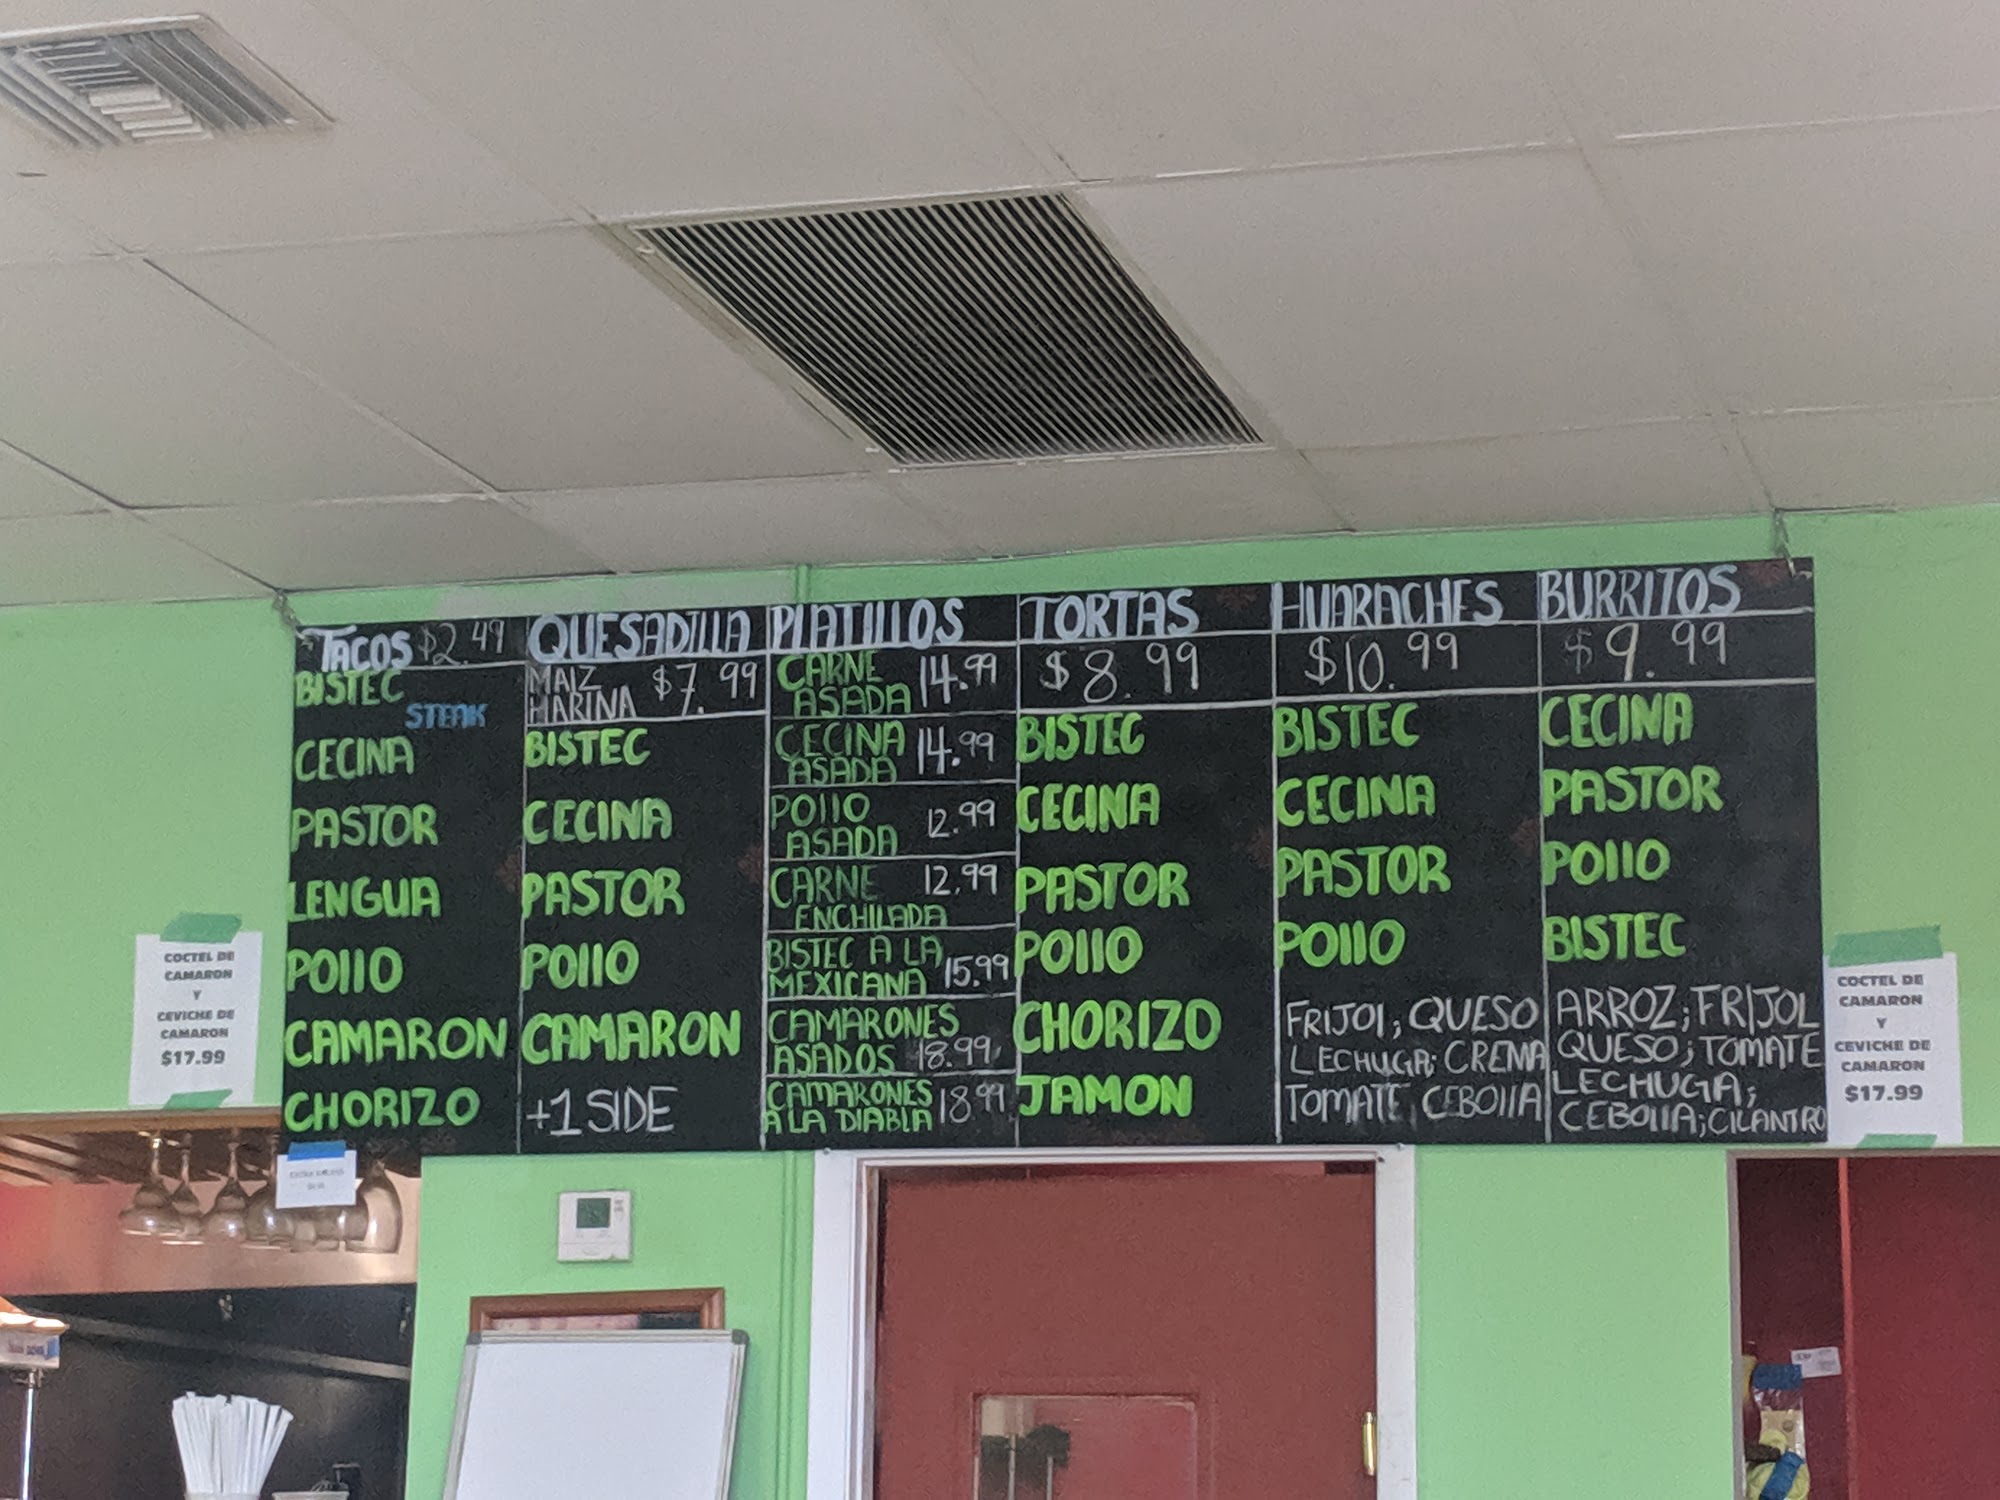 TACOS $2.49
BISTEC
STEAK
CECINA
PASTOR
LENGUA
POLLO
CAMARON
CHORIZO
QUESADILLA
MAIZ
HARINA $7.99
BISTEC
CECINA
PASTOR
POLLO
CAMARON
+1 SIDE
PLATILLOS
CARNE
ASADA 14.99
CECINA
ASADA 14.99
POLLO
ASADA 12.99
CARNE 12.99
ENCHILADA
BISTEC A LA
MEXICANA 15.99
CAMARONES
ASADOS 18.99
CAMARONES
A LA DIABLA 18.99
TORTAS
$8.99
BISTEC
CECINA
PASTOR
POLLO
CHORIZO
JAMON
HUARACHES
$10.99
BISTEC
CECINA
PASTOR
POLLO
FRIJOL; QUESO
LECHUGA; CREMA
TOMATE, CEBOLLA
BURRITOS
$9.99
CECINA
PASTOR
POLLO
BISTEC
ARROZ; FRIJOL
QUESO; TOMATE
LECHUGA;
CEBOLLA; CILANTRO
COCTEL DE
CAMARON
Y
CEVICHE DE
CAMARON
$17.99
COCTEL DE
CAMARON
Y
CEVICHE DE
CAMARON
$17.99